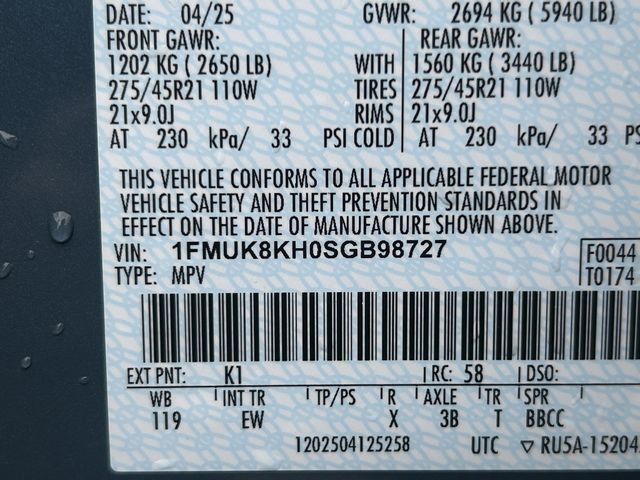 DATE: 04/25 GVWR: 2694 KG ( 5940 LB)
FRONT GAWR: REAR GAWR:
1202 KG ( 2650 LB) WITH 1560 KG ( 3440 LB)
275/45R21 110W TIRES 275/45R21 110W
21x9.0J RIMS 21x9.0J
AT 230 kPa/ 33 PSI COLD AT 230 kPa/ 33 PS
THIS VEHICLE CONFORMS TO ALL APPLICABLE FEDERAL MOTOR
VEHICLE SAFETY AND THEFT PREVENTION STANDARDS IN
EFFECT ON THE DATE OF MANUFACTURE SHOWN ABOVE.
VIN: 1FMUK8KH0SGB98727 F0044
TYPE: MPV T0174
EXT PNT: K1 RC: 58 DSO:
WB INT TR TP/PS R AXLE TR SPR
119 EW X 3B T BBCC
1202504125258 UTC ▽ RU5A-15204